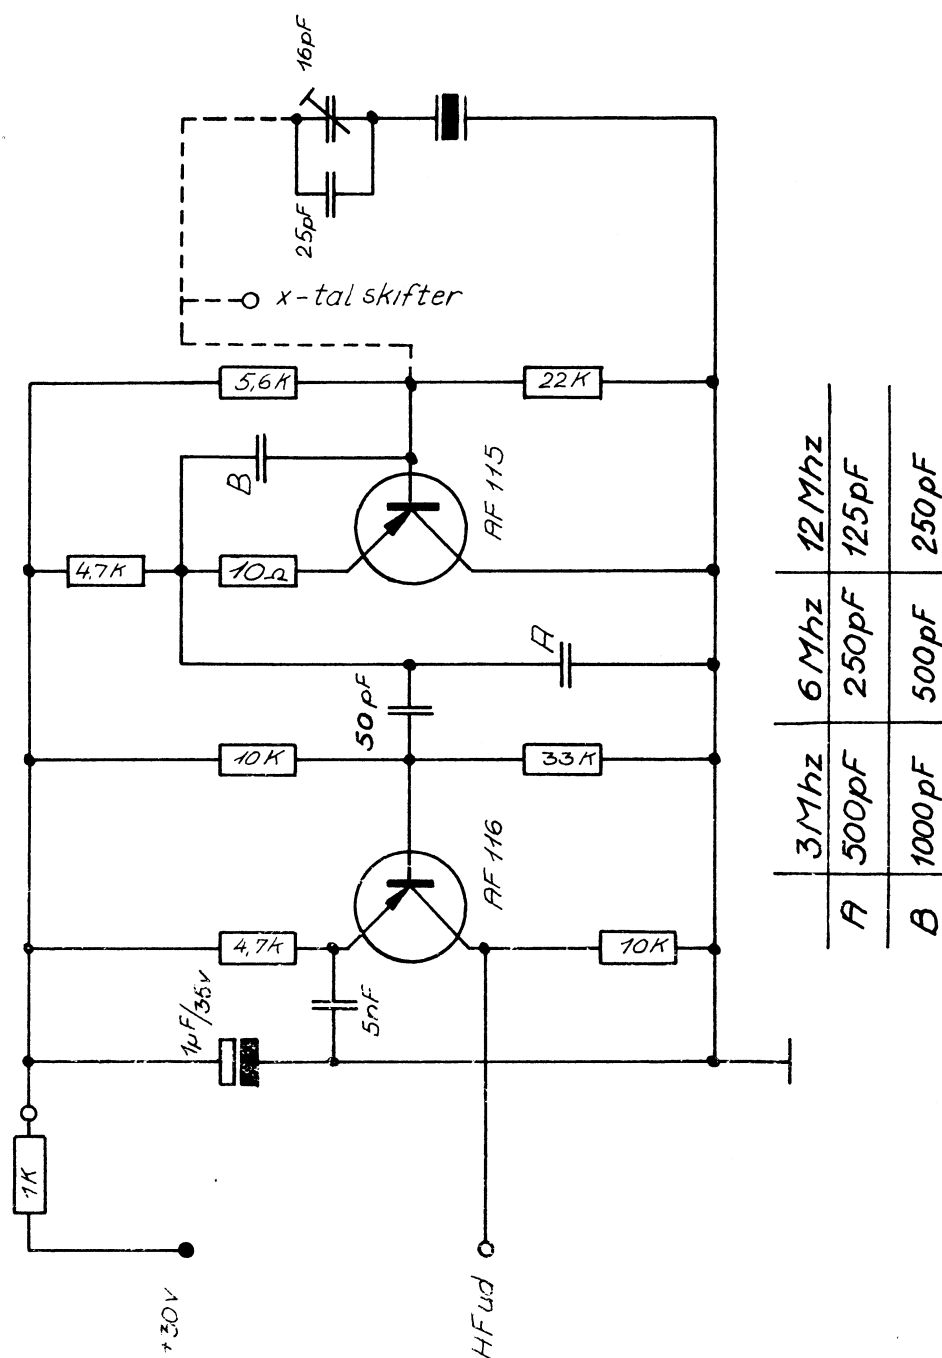 16pF
25pF
x-tal skifter
5,6K
22K
B
AF 115
4,7K
10Ω
A
50pF
10K
33K
AF 116
4,7K
10K
1µF/35v
5nF
1K
+30V
HF ud
3Mhz 6Mhz 12Mhz
A 500pF 250pF 125pF
B 1000pF 500pF 250pF